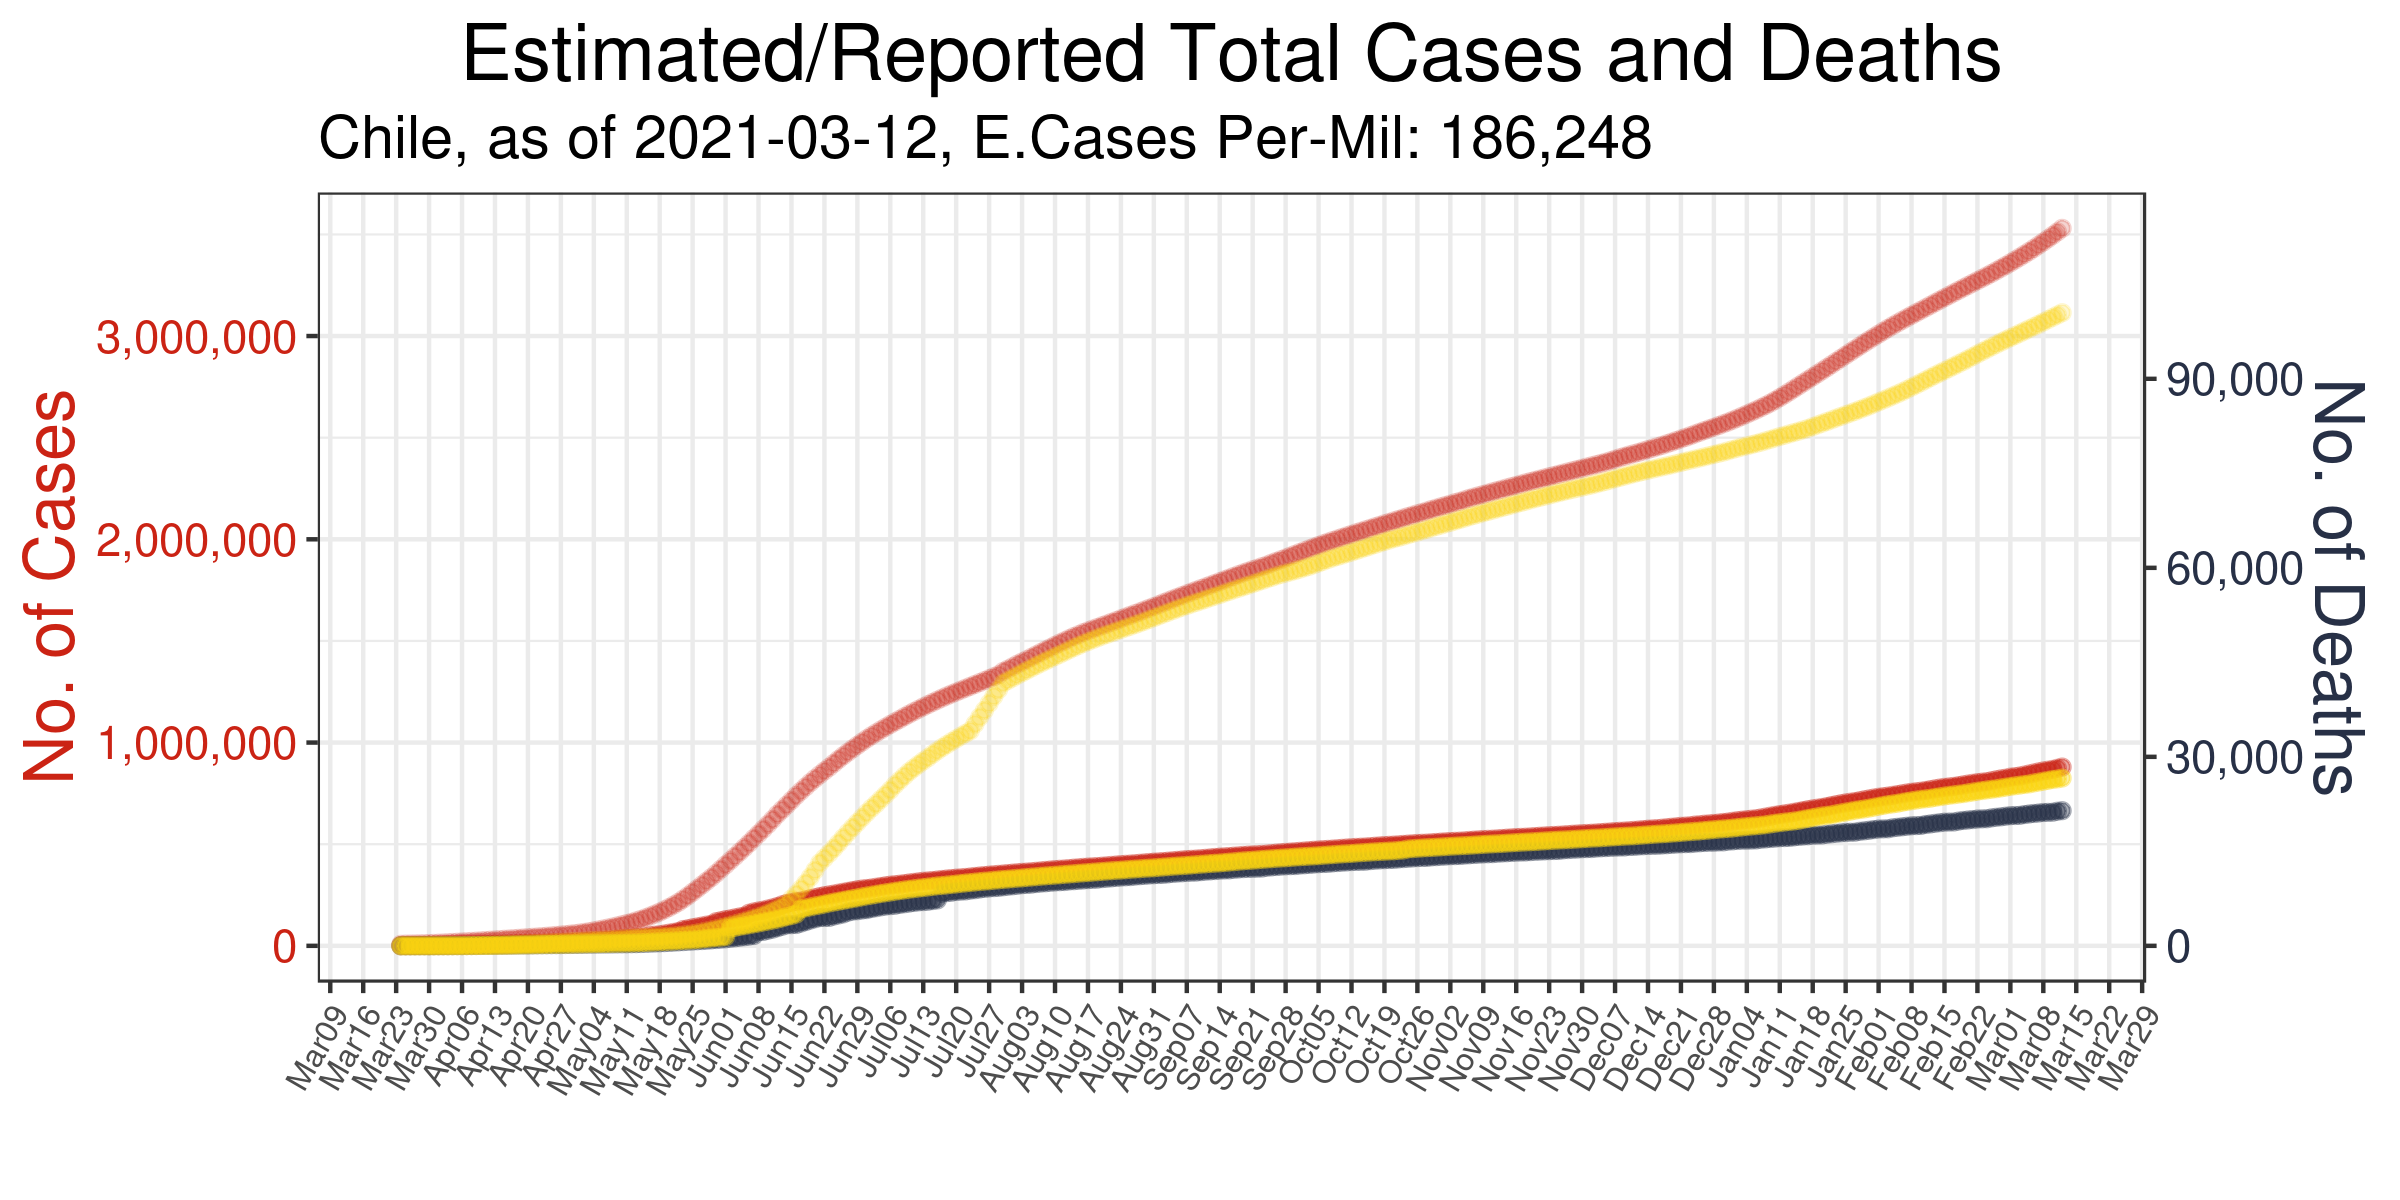 Estimated/Reported Total Cases and Deaths
Chile, as of 2021-03-12, E.Cases Per-Mil: 186,248
No. of Cases
3,000,000
2,000,000
1,000,000
0
90,000
60,000
30,000
0
No. of Deaths
Mar09
Mar16
Mar23
Mar30
Apr06
Apr13
Apr20
Apr27
May04
May11
May18
May25
Jun01
Jun08
Jun15
Jun22
Jun29
Jul06
Jul13
Jul20
Jul27
Aug03
Aug10
Aug17
Aug24
Aug31
Sep07
Sep14
Sep21
Sep28
Oct05
Oct12
Oct19
Oct26
Nov02
Nov09
Nov16
Nov23
Nov30
Dec07
Dec14
Dec21
Dec28
Jan04
Jan11
Jan18
Jan25
Feb01
Feb08
Feb15
Feb22
Mar01
Mar08
Mar15
Mar22
Mar29